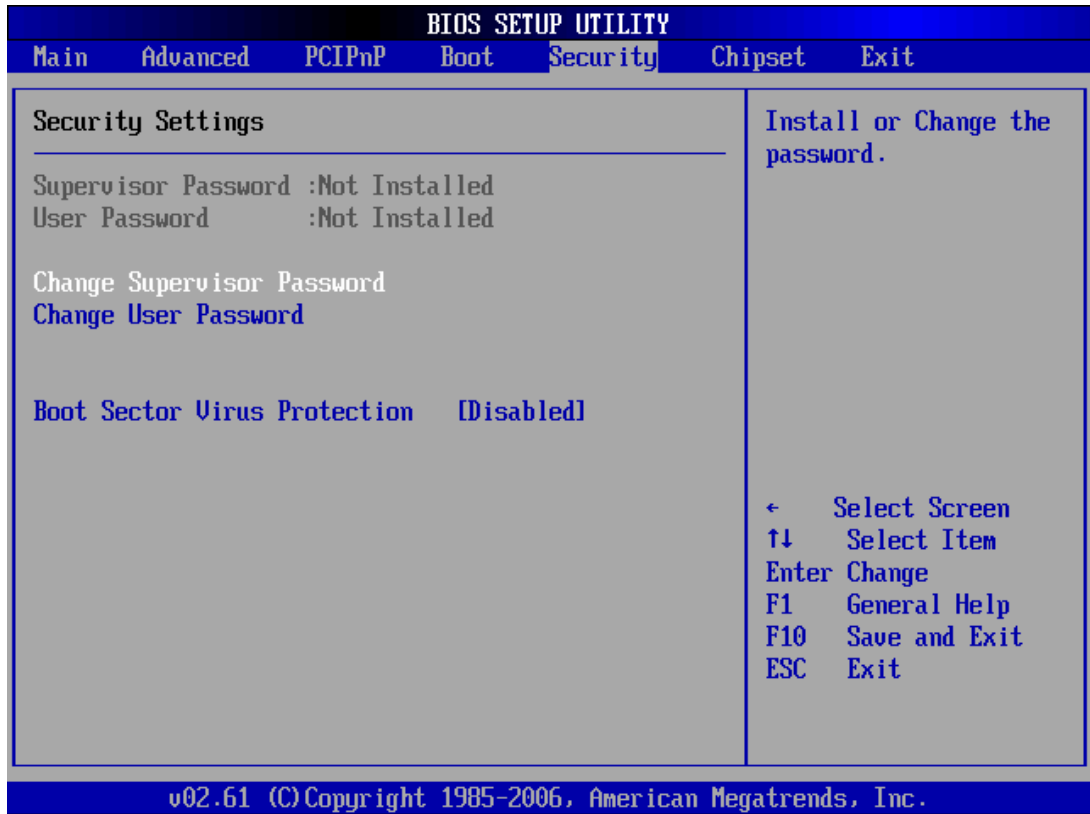 BIOS SETUP UTILITY
Main Advanced PCIPnP Boot Security Chipset Exit
Security Settings
Supervisor Password :Not Installed
User Password :Not Installed
Change Supervisor Password
Change User Password
Boot Sector Virus Protection [Disabled]
Install or Change the
password.
← Select Screen
↑↓ Select Item
Enter Change
F1 General Help
F10 Save and Exit
ESC Exit
v02.61 (C)Copyright 1985-2006, American Megatrends, Inc.